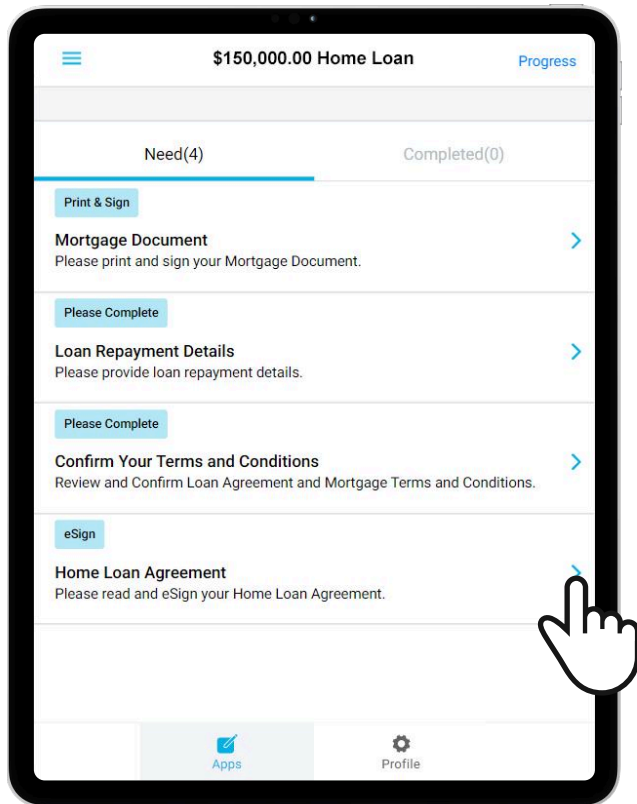 $150,000.00 Home Loan
Progress
Need(4)
Completed(0)
Print & Sign
Mortgage Document
Please print and sign your Mortgage Document.
Please Complete
Loan Repayment Details
Please provide loan repayment details.
Please Complete
Confirm Your Terms and Conditions
Review and Confirm Loan Agreement and Mortgage Terms and Conditions.
eSign
Home Loan Agreement
Please read and eSign your Home Loan Agreement.
Apps
Profile